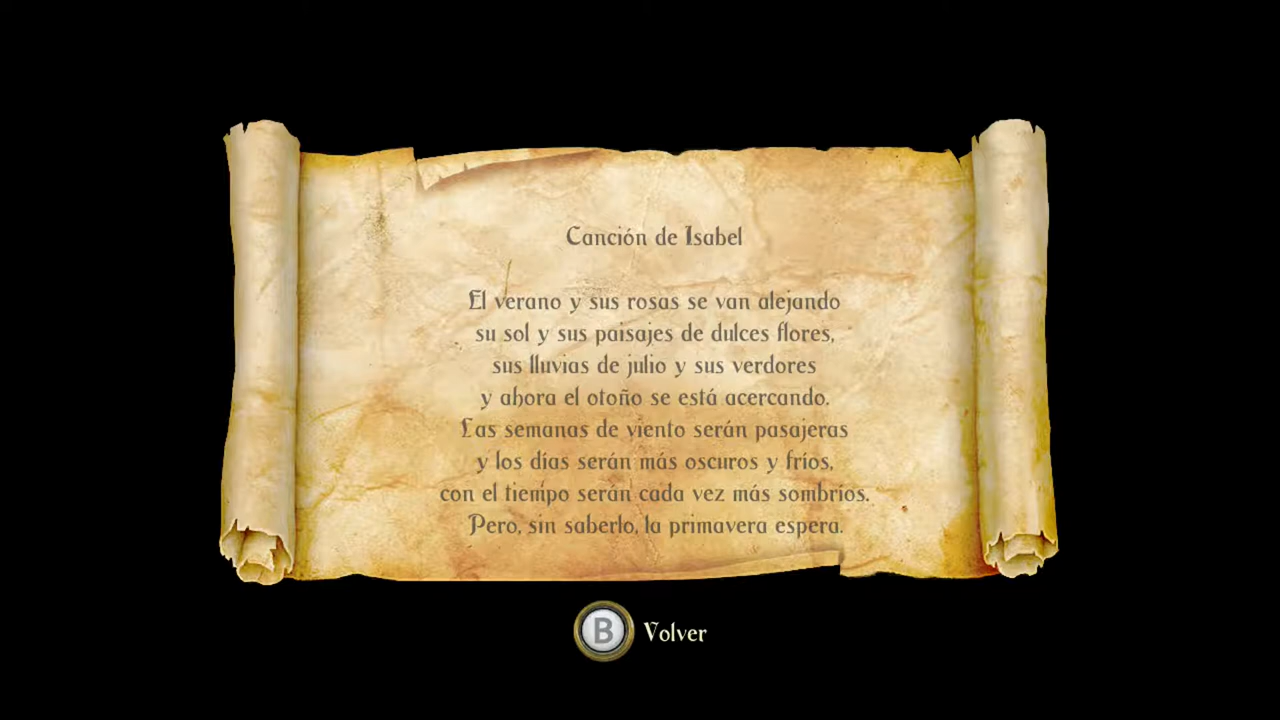 Canción de Isabel
El verano y sus rosas se van alejando
su sol y sus paisajes de dulces flores,
sus lluvias de julio y sus verdores
y ahora el otoño se está acercando.
Las semanas de viento serán pasajeras
y los días serán más oscuros y fríos,
con el tiempo serán cada vez más sombríos.
Pero, sin saberlo, la primavera espera.
B Volver